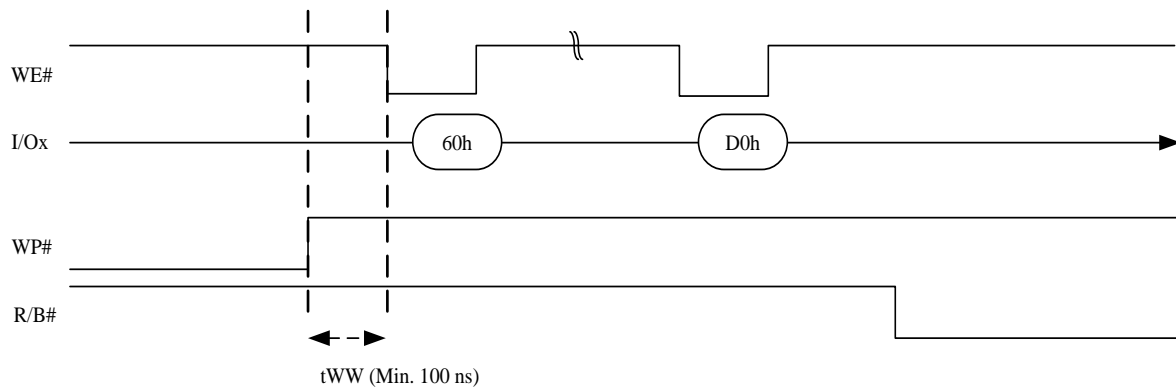 WE#
I/Ox
60h
D0h
WP#
R/B#
tWW (Min. 100 ns)